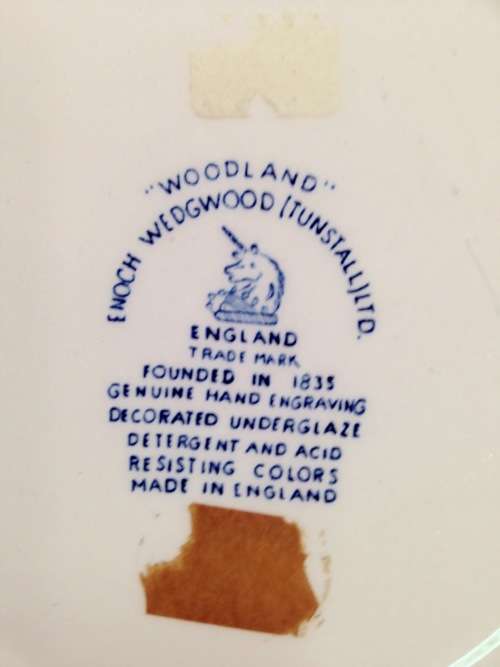 "WOODLAND"
ENOCH WEDGWOOD (TUNSTALL) LTD.
ENGLAND
TRADE MARK
FOUNDED IN 1835
GENUINE HAND ENGRAVING
DECORATED UNDERGLAZE
DETERGENT AND ACID
RESISTING COLORS
MADE IN ENGLAND